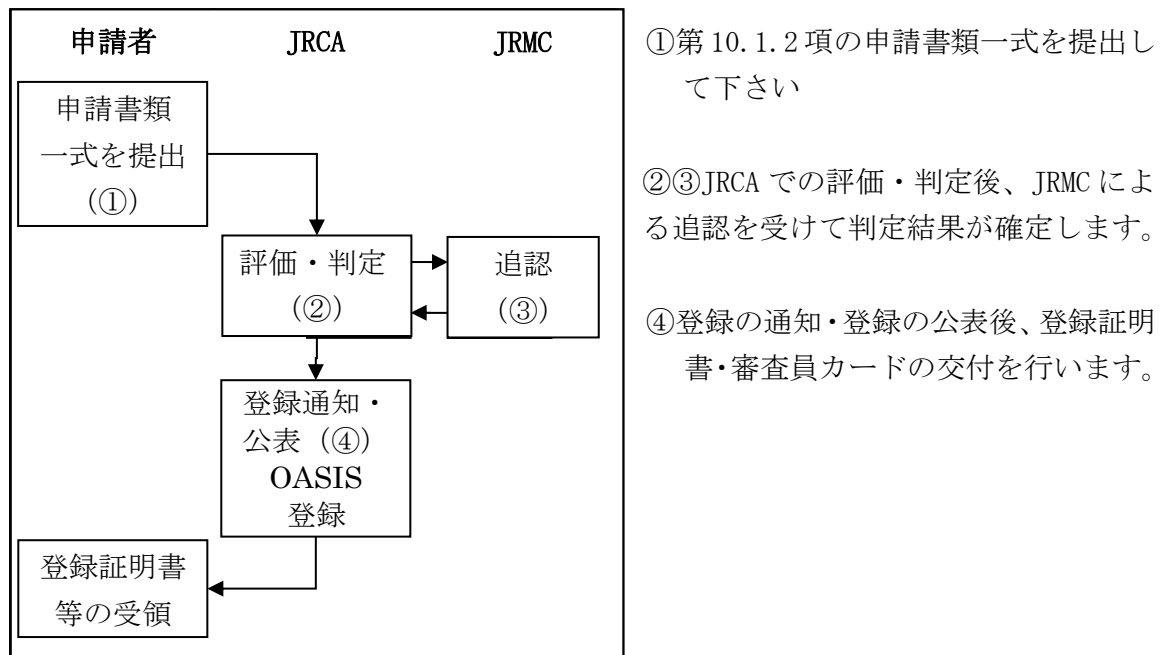 申請者 JRCA JRMC
申請書類
一式を提出
(①)
評価・判定
(②)
追認
(③)
登録通知・
公表(④)
OASIS
登録
登録証明書
等の受領
①第10.1.2項の申請書類一式を提出し
て下さい
②③JRCAでの評価・判定後、JRMCによ
る追認を受けて判定結果が確定します。
④登録の通知・登録の公表後、登録証明
書・審査員カードの交付を行います。